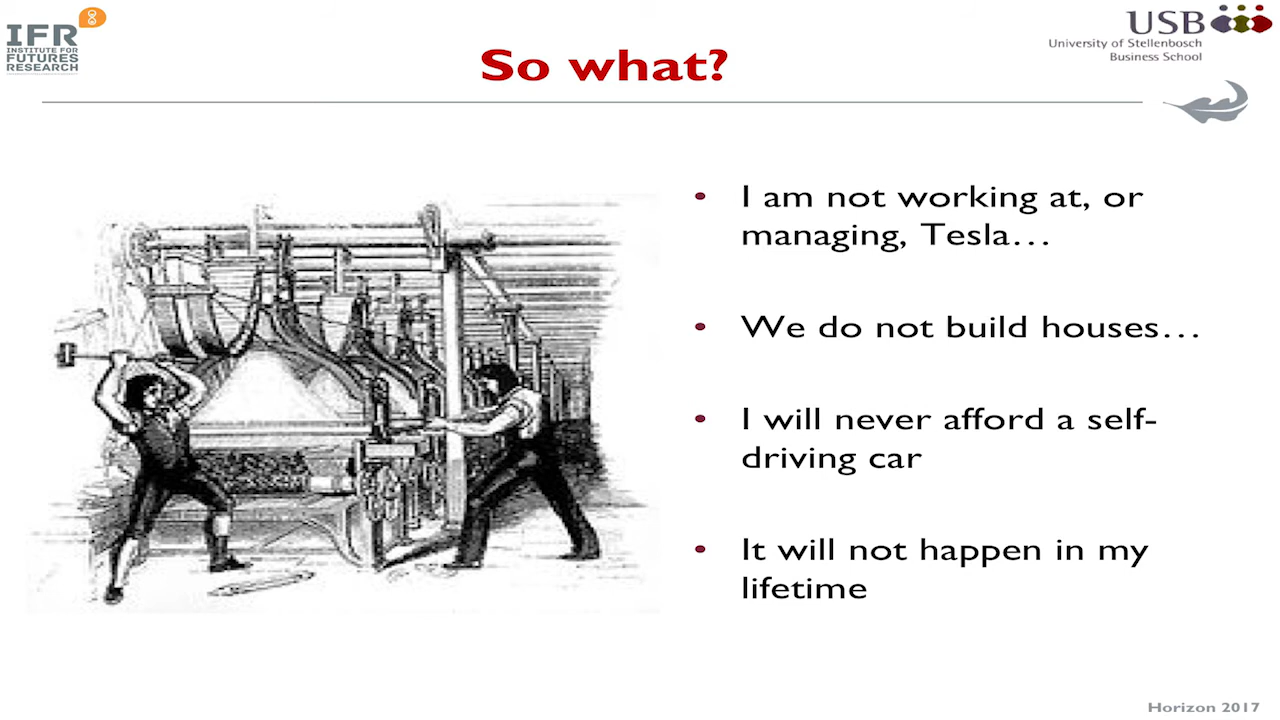 IFR
INSTITUTE FOR
FUTURES
RESEARCH
USB
University of Stellenbosch
Business School
So what?
• I am not working at, or
managing, Tesla...
• We do not build houses...
• I will never afford a self-
driving car
• It will not happen in my
lifetime
Horizon 2017